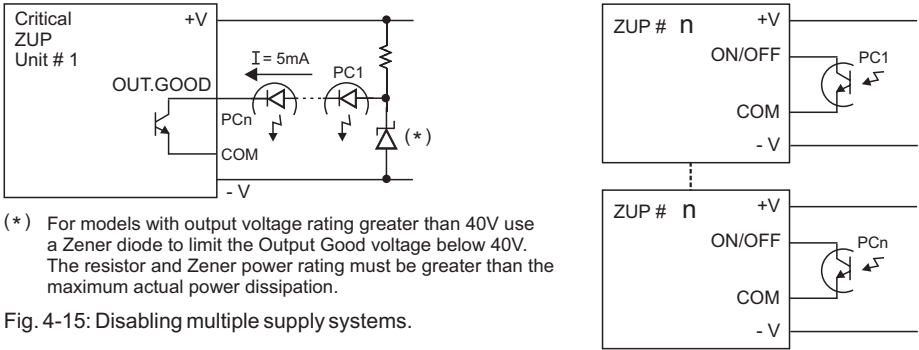 Critical
ZUP
Unit # 1
+V
OUT.GOOD
I = 5mA
PC1
PCn
COM
- V
(*)
(*) For models with output voltage rating greater than 40V use
a Zener diode to limit the Output Good voltage below 40V.
The resistor and Zener power rating must be greater than the
maximum actual power dissipation.
Fig. 4-15: Disabling multiple supply systems.
ZUP # n
+V
ON/OFF
PC1
COM
- V
ZUP # n
+V
ON/OFF
PCn
COM
- V